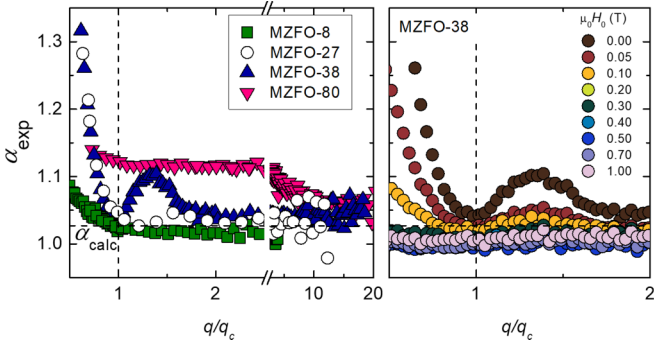 MZFO-8
MZFO-27
MZFO-38
MZFO-80
1.3
1.2
1.1
1.0
α_exp
α_calc
1
2
10
20
q/q_c
MZFO-38
μ₀H₀ (T)
0.00
0.05
0.10
0.20
0.30
0.40
0.50
0.70
1.00
1
2
q/q_c